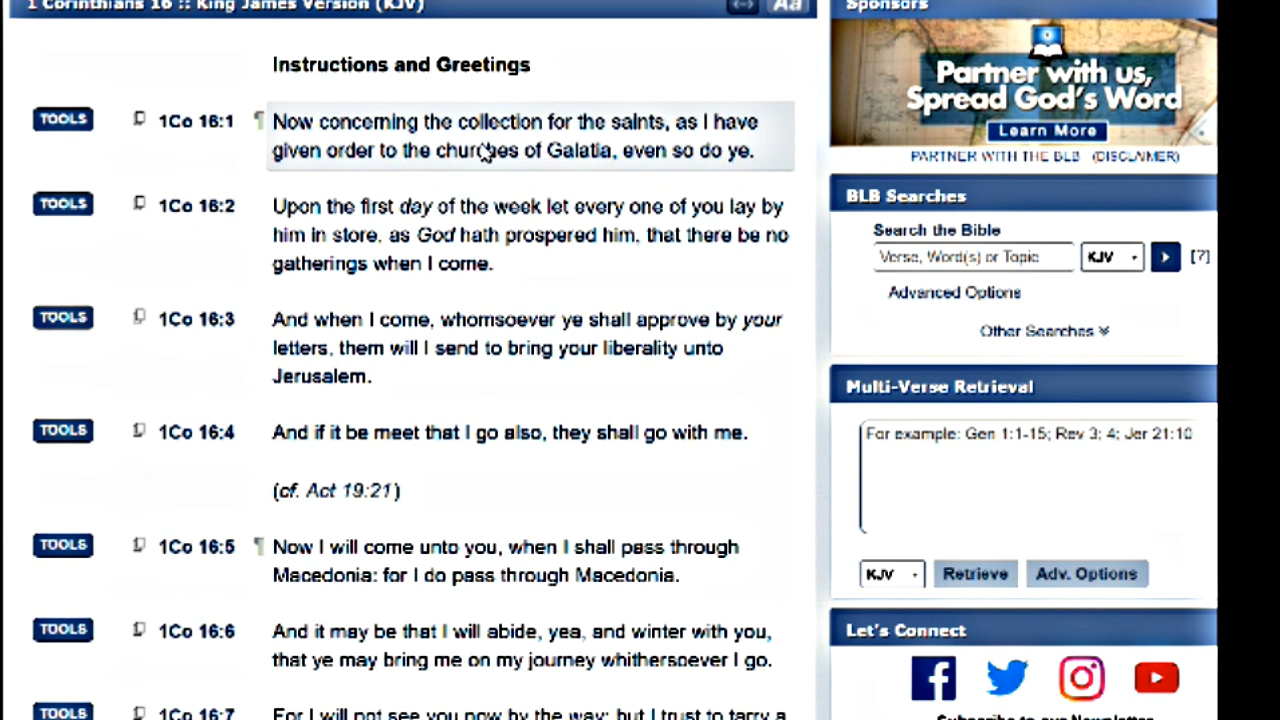 1 Corinthians 16 :: King James Version (KJV)
Aa
Instructions and Greetings
TOOLS 1Co 16:1 ¶ Now concerning the collection for the saints, as I have
given order to the churches of Galatia, even so do ye.
TOOLS 1Co 16:2 Upon the first day of the week let every one of you lay by
him in store, as God hath prospered him, that there be no
gatherings when I come.
TOOLS 1Co 16:3 And when I come, whomsoever ye shall approve by your
letters, them will I send to bring your liberality unto
Jerusalem.
TOOLS 1Co 16:4 And if it be meet that I go also, they shall go with me.
(cf. Act 19:21)
TOOLS 1Co 16:5 ¶ Now I will come unto you, when I shall pass through
Macedonia: for I do pass through Macedonia.
TOOLS 1Co 16:6 And it may be that I will abide, yea, and winter with you,
that ye may bring me on my journey whithersoever I go.
TOOLS 1Co 16:7 For I will not see you now by the way; but I trust to tarry a
Sponsors
Partner with us,
Spread God's Word
Learn More
PARTNER WITH THE BLB (DISCLAIMER)
BLB Searches
Search the Bible
Verse, Word(s) or Topic KJV [?]
Advanced Options
Other Searches
Multi-Verse Retrieval
For example: Gen 1:1-15; Rev 3; 4; Jer 21:10
KJV Retrieve Adv. Options
Let's Connect
Subscribe to our Newsletter